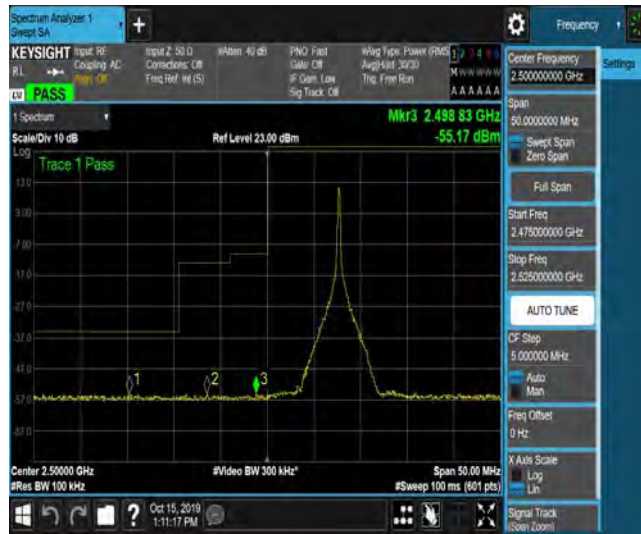 Spectrum Analyzer 1
Swept SA
+
Frequency
KEYSIGHT
Input: RF
Coupling: AC
Align: Off
Input Z: 50 Ω
Corrections: Off
Freq Ref: Int (S)
#Atten: 40 dB
PNO: Fast
Gate: Off
IF Gain: Low
Sig Track: Off
#Avg Type: Power (RMS)
Avg|Hold: 30/30
Trig: Free Run
1 2 3 4 5 6
M W W W W W
A A A A A A
RL
LV PASS
1 Spectrum
Scale/Div 10 dB
Ref Level 23.00 dBm
Mkr3 2.498 83 GHz
-55.17 dBm
Log
Trace 1 Pass
13.0
3.00
-7.00
-17.0
-27.0
-37.0
-47.0
-57.0
-67.0
1
2
3
Center 2.50000 GHz
#Video BW 300 kHz*
Span 50.00 MHz
#Res BW 100 kHz
#Sweep 100 ms (601 pts)
?
Oct 15, 2019
1:11:17 PM
Center Frequency
2.500000000 GHz
Settings
Span
50.0000000 MHz
Swept Span
Zero Span
Full Span
Start Freq
2.475000000 GHz
Stop Freq
2.525000000 GHz
AUTO TUNE
CF Step
5.000000 MHz
Auto
Man
Freq Offset
0 Hz
X Axis Scale
Log
Lin
Signal Track
(Span Zoom)